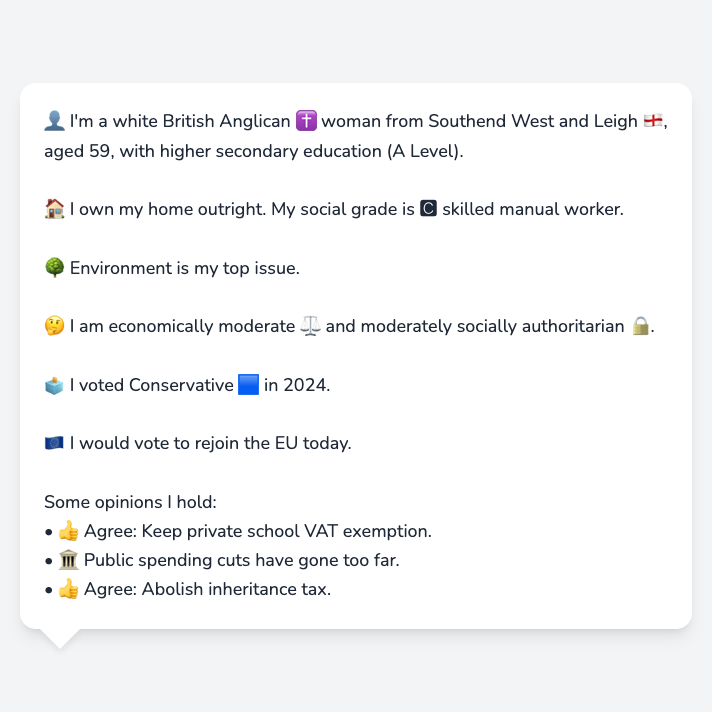 👤 I'm a white British Anglican ✝️ woman from Southend West and Leigh 🏴󠁧󠁢󠁥󠁮󠁧󠁿,
aged 59, with higher secondary education (A Level).
🏠 I own my home outright. My social grade is 🅲 skilled manual worker.
🌳 Environment is my top issue.
🤔 I am economically moderate ⚖️ and moderately socially authoritarian 🔒.
🗳️ I voted Conservative 🟦 in 2024.
🇪🇺 I would vote to rejoin the EU today.
Some opinions I hold:
• 👍 Agree: Keep private school VAT exemption.
• 🏛️ Public spending cuts have gone too far.
• 👍 Agree: Abolish inheritance tax.